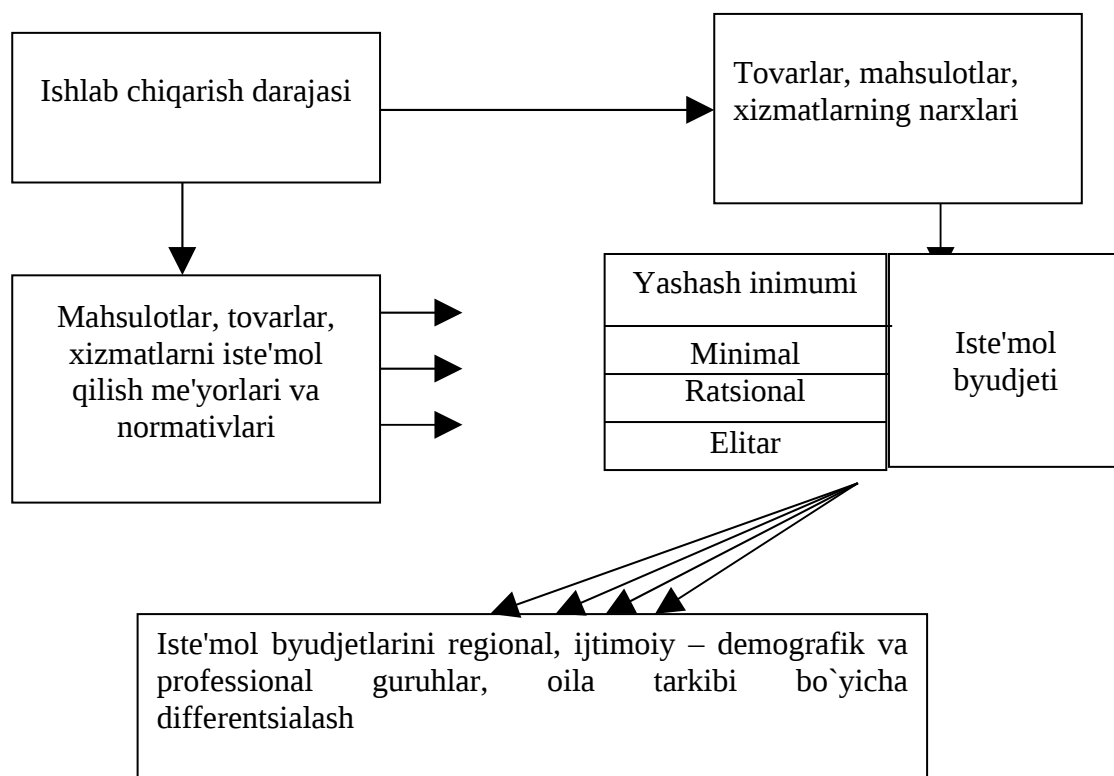 Ishlab chiqarish darajasi
Tovarlar, mahsulotlar,
xizmatlarning narxlari
Mahsulotlar, tovarlar,
xizmatlarni iste'mol
qilish me'yorlari va
normativlari
Yashash inimumi
Minimal
Ratsional
Elitar
Iste'mol
byudjeti
Iste'mol byudjetlarini regional, ijtimoiy – demografik va
professional guruhlar, oila tarkibi bo`yicha
differentsialash